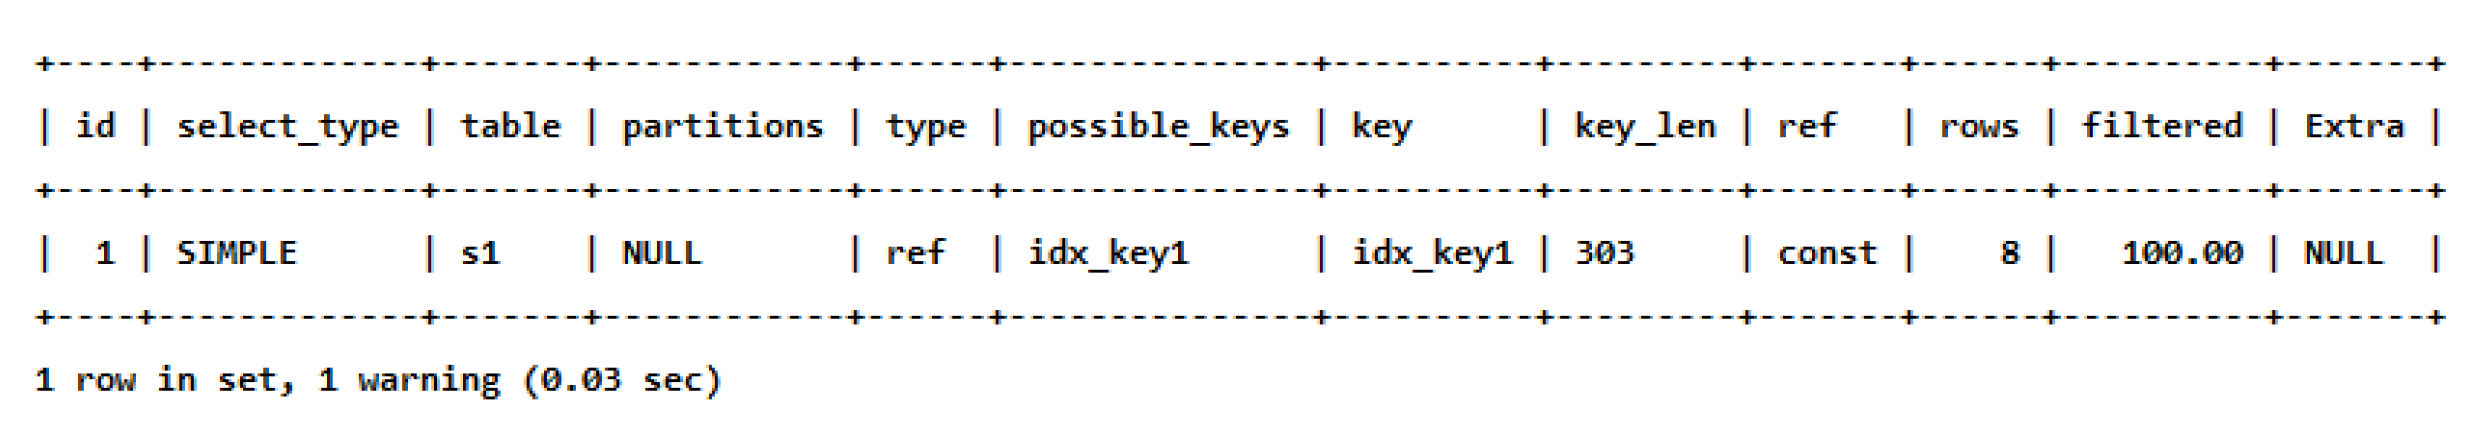 +----+-------------+-------+------------+------+---------------+----------+---------+-------+------+----------+-------+
| id | select_type | table | partitions | type | possible_keys | key      | key_len | ref   | rows | filtered | Extra |
+----+-------------+-------+------------+------+---------------+----------+---------+-------+------+----------+-------+
|  1 | SIMPLE      | s1    | NULL       | ref  | idx_key1      | idx_key1 | 303     | const |    8 |   100.00 | NULL  |
+----+-------------+-------+------------+------+---------------+----------+---------+-------+------+----------+-------+
1 row in set, 1 warning (0.03 sec)